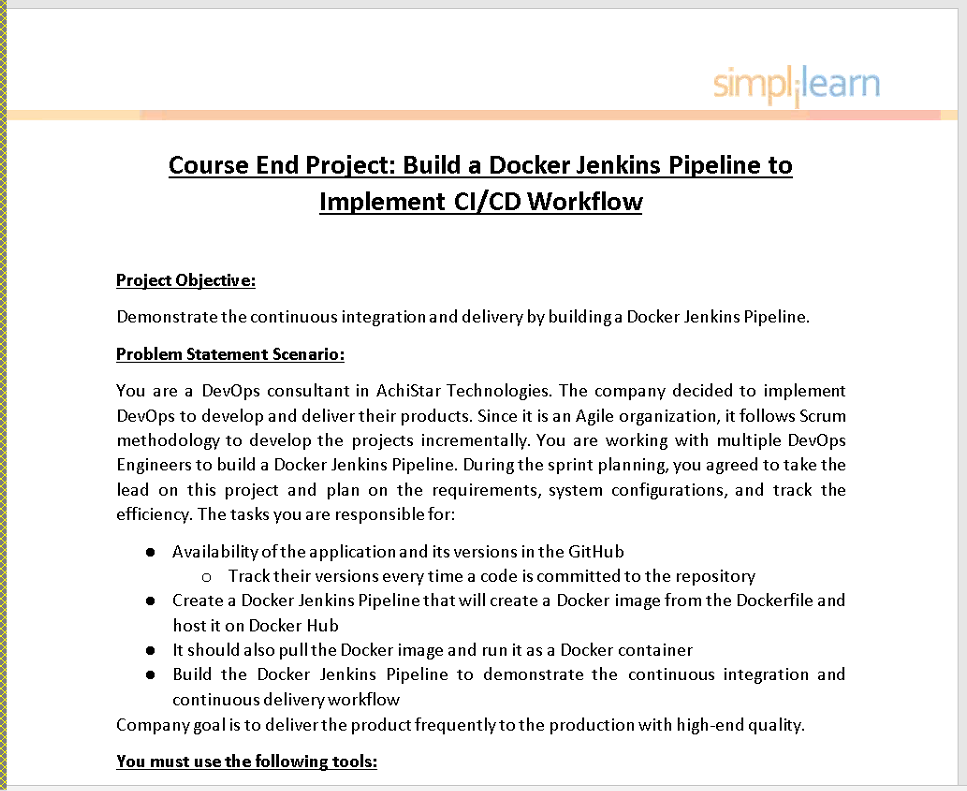 simplilearn
Course End Project: Build a Docker Jenkins Pipeline to
Implement CI/CD Workflow
Project Objective:
Demonstrate the continuous integration and delivery by building a Docker Jenkins Pipeline.
Problem Statement Scenario:
You are a DevOps consultant in AchiStar Technologies. The company decided to implement
DevOps to develop and deliver their products. Since it is an Agile organization, it follows Scrum
methodology to develop the projects incrementally. You are working with multiple DevOps
Engineers to build a Docker Jenkins Pipeline. During the sprint planning, you agreed to take the
lead on this project and plan on the requirements, system configurations, and track the
efficiency. The tasks you are responsible for:
● Availability of the application and its versions in the GitHub
○ Track their versions every time a code is committed to the repository
● Create a Docker Jenkins Pipeline that will create a Docker image from the Dockerfile and
host it on Docker Hub
● It should also pull the Docker image and run it as a Docker container
● Build the Docker Jenkins Pipeline to demonstrate the continuous integration and
continuous delivery workflow
Company goal is to deliver the product frequently to the production with high-end quality.
You must use the following tools: